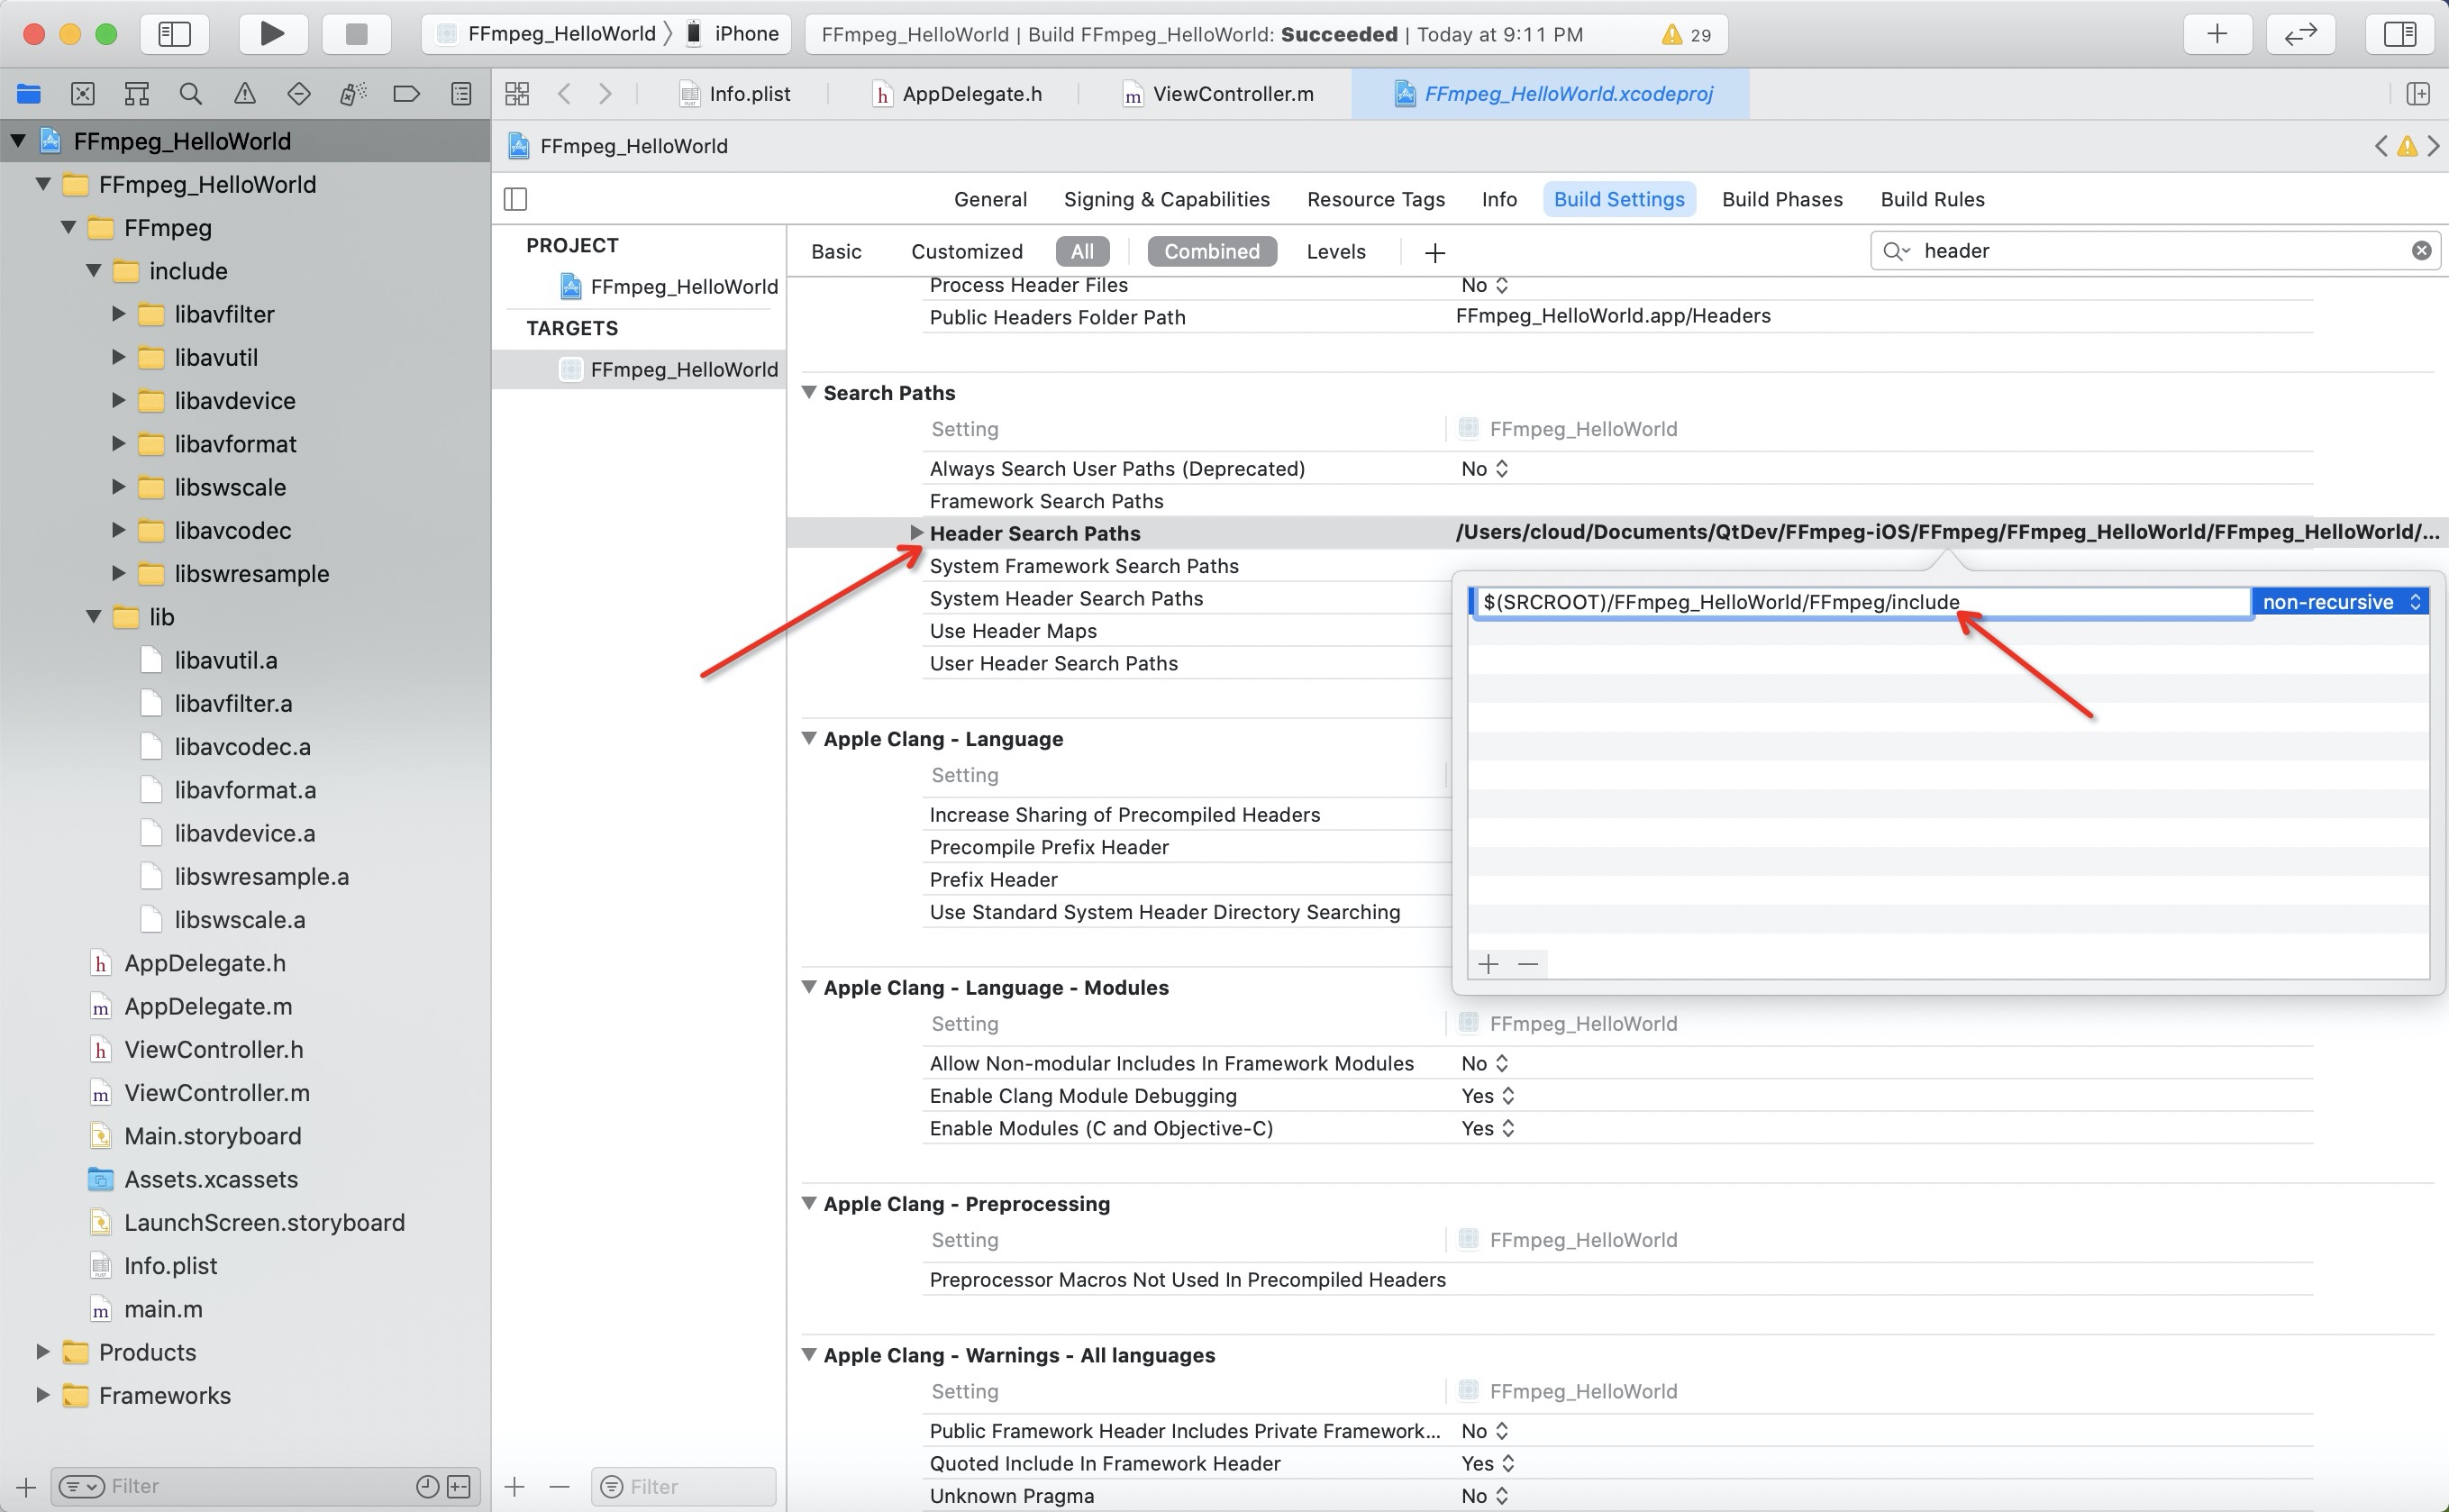 FFmpeg_HelloWorld
iPhone
FFmpeg_HelloWorld | Build FFmpeg_HelloWorld: Succeeded | Today at 9:11 PM
29
Info.plist
AppDelegate.h
ViewController.m
FFmpeg_HelloWorld.xcodeproj
FFmpeg_HelloWorld
FFmpeg_HelloWorld
FFmpeg
include
libavfilter
libavutil
libavdevice
libavformat
libswscale
libavcodec
libswresample
lib
libavutil.a
libavfilter.a
libavcodec.a
libavformat.a
libavdevice.a
libswresample.a
libswscale.a
AppDelegate.h
AppDelegate.m
ViewController.h
ViewController.m
Main.storyboard
Assets.xcassets
LaunchScreen.storyboard
Info.plist
main.m
Products
Frameworks
Filter
FFmpeg_HelloWorld
General
Signing & Capabilities
Resource Tags
Info
Build Settings
Build Phases
Build Rules
PROJECT
FFmpeg_HelloWorld
TARGETS
FFmpeg_HelloWorld
Filter
Basic
Customized
All
Combined
Levels
header
Process Header Files No
Public Headers Folder Path FFmpeg_HelloWorld.app/Headers
Search Paths
Setting FFmpeg_HelloWorld
Always Search User Paths (Deprecated) No
Framework Search Paths
Header Search Paths /Users/cloud/Documents/QtDev/FFmpeg-iOS/FFmpeg/FFmpeg_HelloWorld/FFmpeg_HelloWorld/...
System Framework Search Paths
System Header Search Paths
Use Header Maps
User Header Search Paths
$(SRCROOT)/FFmpeg_HelloWorld/FFmpeg/include non-recursive
Apple Clang - Language
Setting
Increase Sharing of Precompiled Headers
Precompile Prefix Header
Prefix Header
Use Standard System Header Directory Searching
Apple Clang - Language - Modules
Setting FFmpeg_HelloWorld
Allow Non-modular Includes In Framework Modules No
Enable Clang Module Debugging Yes
Enable Modules (C and Objective-C) Yes
Apple Clang - Preprocessing
Setting FFmpeg_HelloWorld
Preprocessor Macros Not Used In Precompiled Headers
Apple Clang - Warnings - All languages
Setting FFmpeg_HelloWorld
Public Framework Header Includes Private Framework... No
Quoted Include In Framework Header Yes
Unknown Pragma No